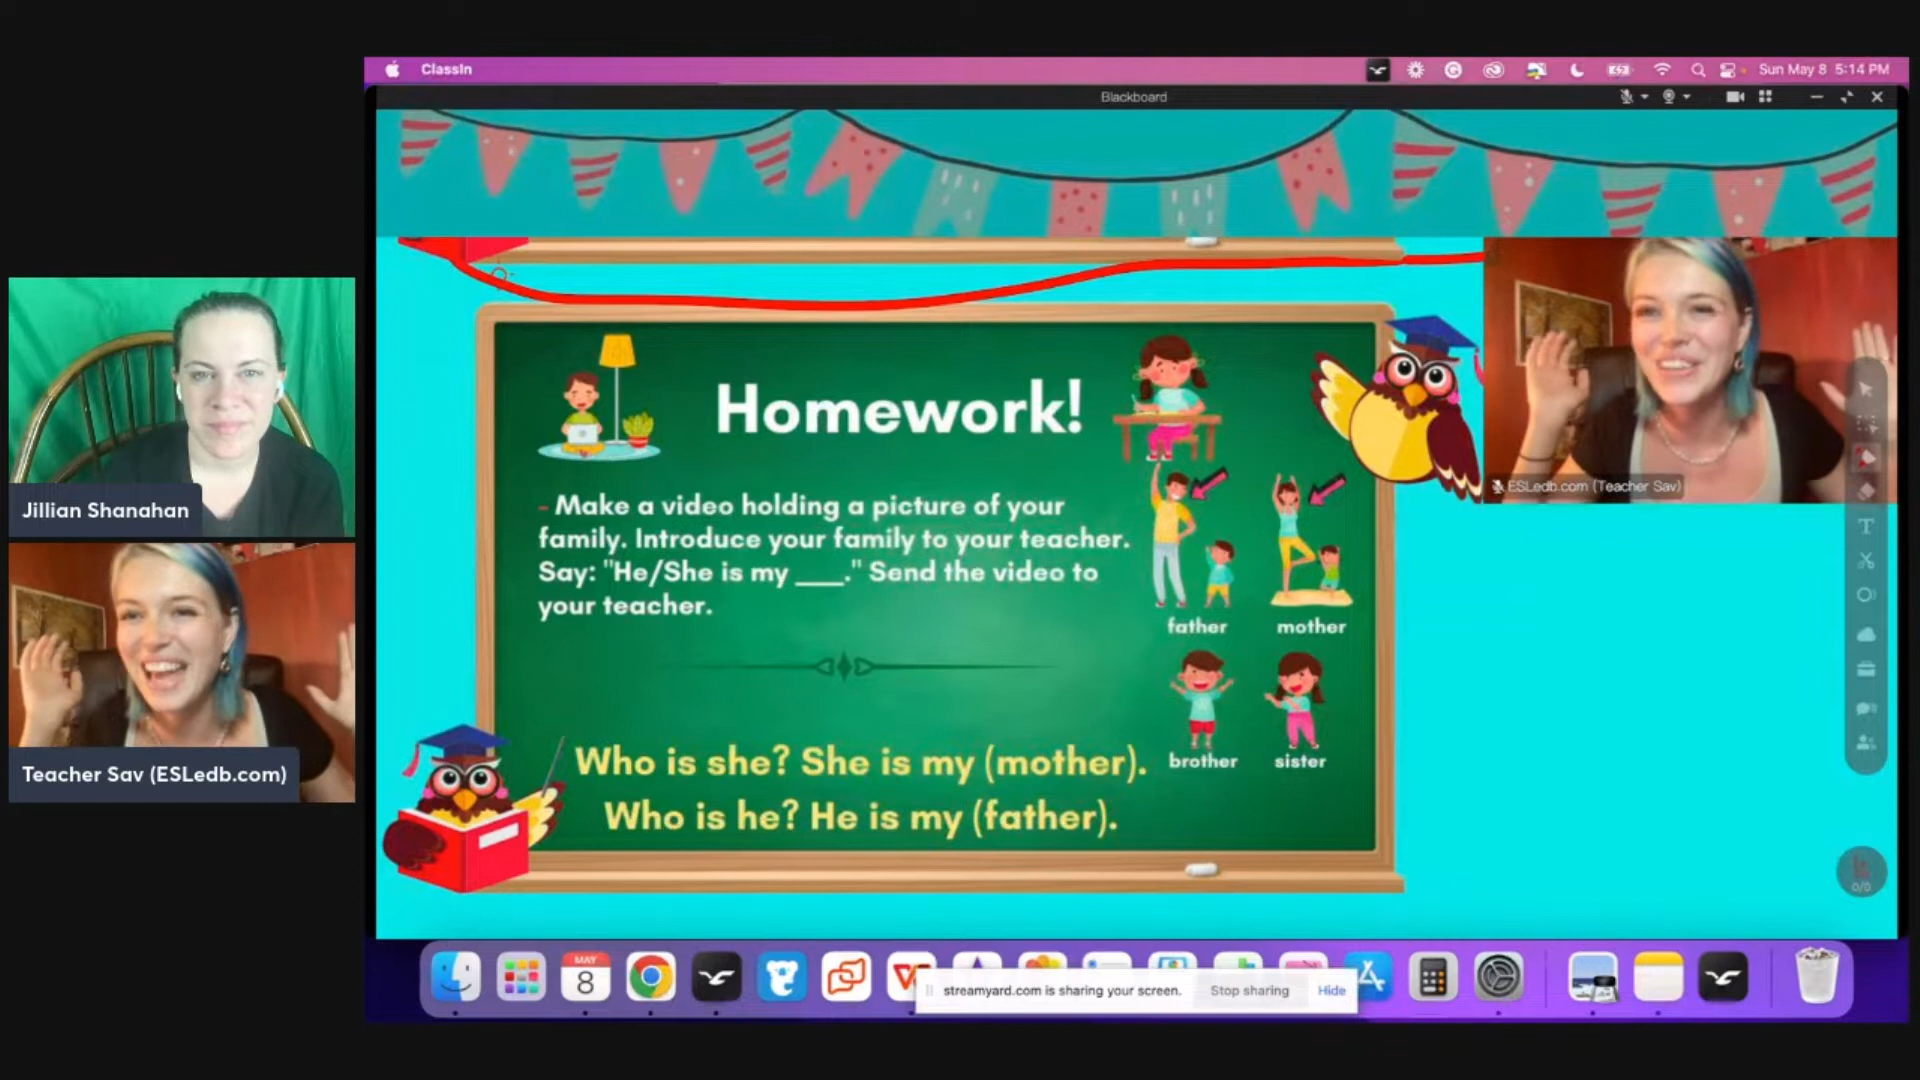 ClassIn
Sun May 8 5:14 PM
Blackboard
Homework!
- Make a video holding a picture of your
family. Introduce your family to your teacher.
Say: "He/She is my ___." Send the video to
your teacher.
father mother
brother sister
Who is she? She is my (mother).
Who is he? He is my (father).
ESLedb.com (Teacher Sav)
T
0/0
Jillian Shanahan
Teacher Sav (ESLedb.com)
MAY
8
streamyard.com is sharing your screen. Stop sharing Hide